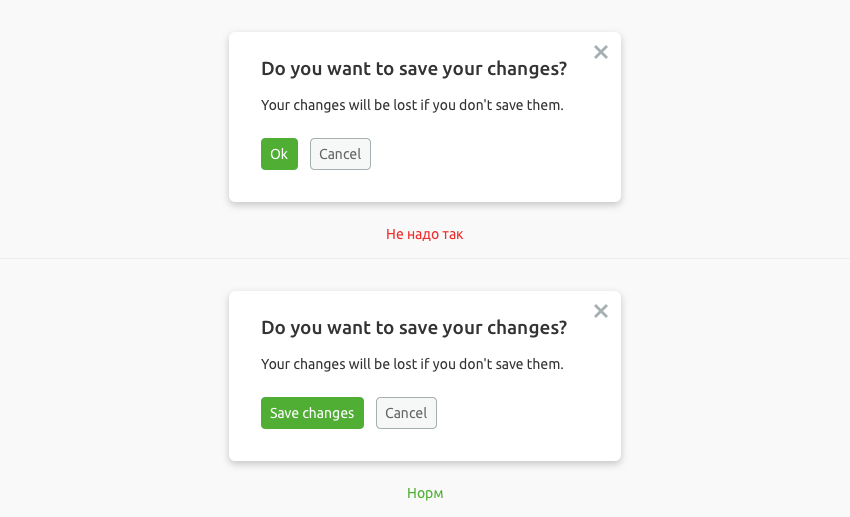 Do you want to save your changes?
Your changes will be lost if you don't save them.
Ok Cancel
Не надо так
Do you want to save your changes?
Your changes will be lost if you don't save them.
Save changes Cancel
Норм